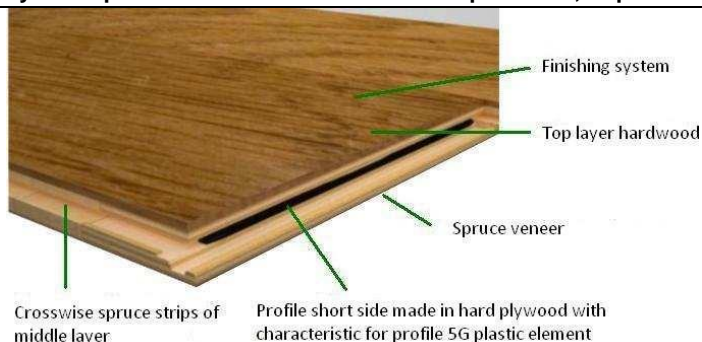 Finishing system
Top layer hardwood
Spruce veneer
Crosswise spruce strips of
middle layer
Profile short side made in hard plywood with
characteristic for profile 5G plastic element